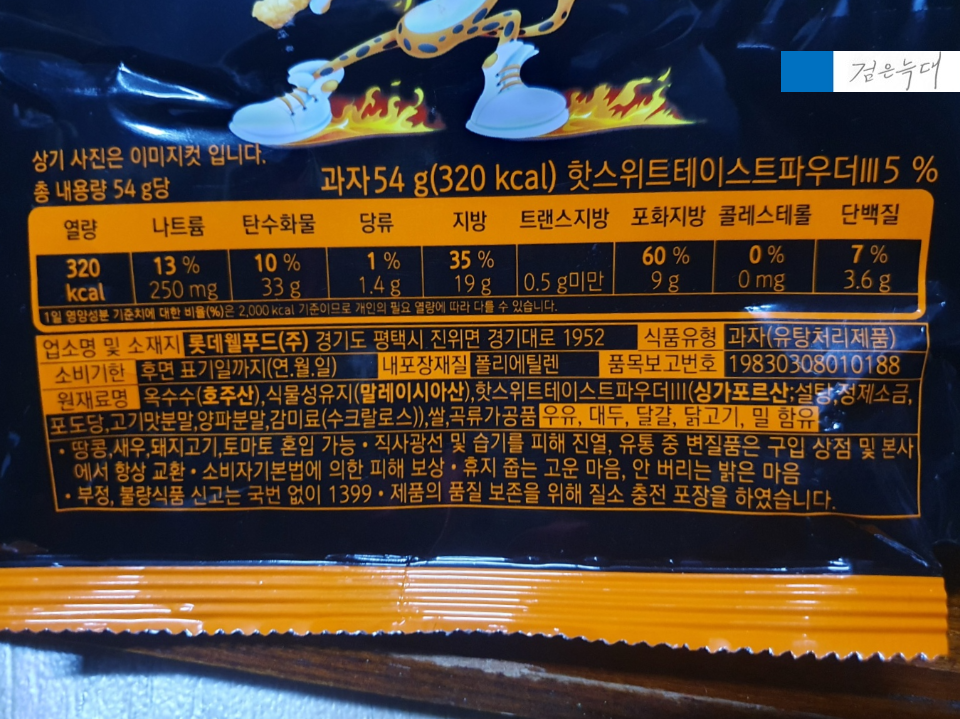 검은늑대
상기 사진은 이미지컷 입니다.
총 내용량 54 g당
과자 54 g(320 kcal) 핫스위트테이스트파우더III 5 %
열량 나트륨 탄수화물 당류 지방 트랜스지방 포화지방 콜레스테롤 단백질
320 kcal 13 % 250 mg 10 % 33 g 1 % 1.4 g 35 % 19 g 0.5 g미만 60 % 9 g 0 % 0 mg 7 % 3.6 g
1일 영양성분 기준치에 대한 비율(%)은 2,000 kcal 기준이므로 개인의 필요 열량에 따라 다를 수 있습니다.
업소명 및 소재지 롯데웰푸드(주) 경기도 평택시 진위면 경기대로 1952 식품유형 과자(유탕처리제품)
소비기한 후면 표기일까지(연.월.일) 내포장재질 폴리에틸렌 품목보고번호 19830308010188
원재료명 옥수수(호주산),식물성유지(말레이시아산),핫스위트테이스트파우더III(싱가포르산;설탕,정제소금,
포도당,고기맛분말,양파분말,감미료(수크랄로스)),쌀,곡류가공품 우유, 대두, 달걀, 닭고기, 밀 함유
• 땅콩,새우,돼지고기,토마토 혼입 가능 • 직사광선 및 습기를 피해 진열, 유통 중 변질품은 구입 상점 및 본사
에서 항상 교환 • 소비자기본법에 의한 피해 보상 • 휴지 줍는 고운 마음, 안 버리는 밝은 마음
• 부정, 불량식품 신고는 국번 없이 1399 • 제품의 품질 보존을 위해 질소 충전 포장을 하였습니다.